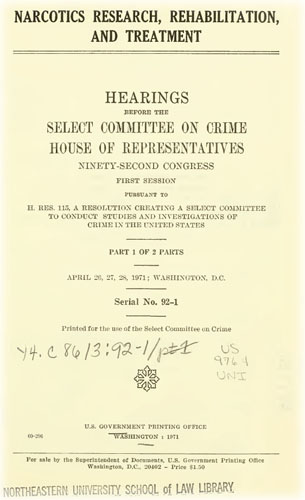 NARCOTICS RESEARCH, REHABILITATION,
AND TREATMENT
HEARINGS
BEFORE THE
SELECT COMMITTEE ON CRIME
HOUSE OF REPRESENTATIVES
NINETY-SECOND CONGRESS
FIRST SESSION
PURSUANT TO
H. RES. 115, A RESOLUTION CREATING A SELECT COMMITTEE
TO CONDUCT STUDIES AND INVESTIGATIONS OF
CRIME IN THE UNITED STATES
PART 1 OF 2 PARTS
APRIL 26, 27, 28, 1971; WASHINGTON, D.C.
Serial No. 92-1
Printed for the use of the Select Committee on Crime
Y4.C 86/3:92-1/pt1
US
976.1
UNI
U.S. GOVERNMENT PRINTING OFFICE
60-296 WASHINGTON : 1971
For sale by the Superintendent of Documents, U.S. Government Printing Office
Washington, D.C., 20402 - Price $1.50
NORTHEASTERN UNIVERSITY, SCHOOL of LAW LIBRARY